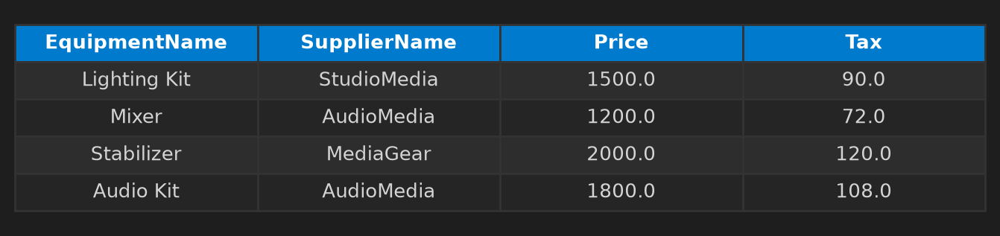 EquipmentName SupplierName Price Tax
Lighting Kit StudioMedia 1500.0 90.0
Mixer AudioMedia 1200.0 72.0
Stabilizer MediaGear 2000.0 120.0
Audio Kit AudioMedia 1800.0 108.0